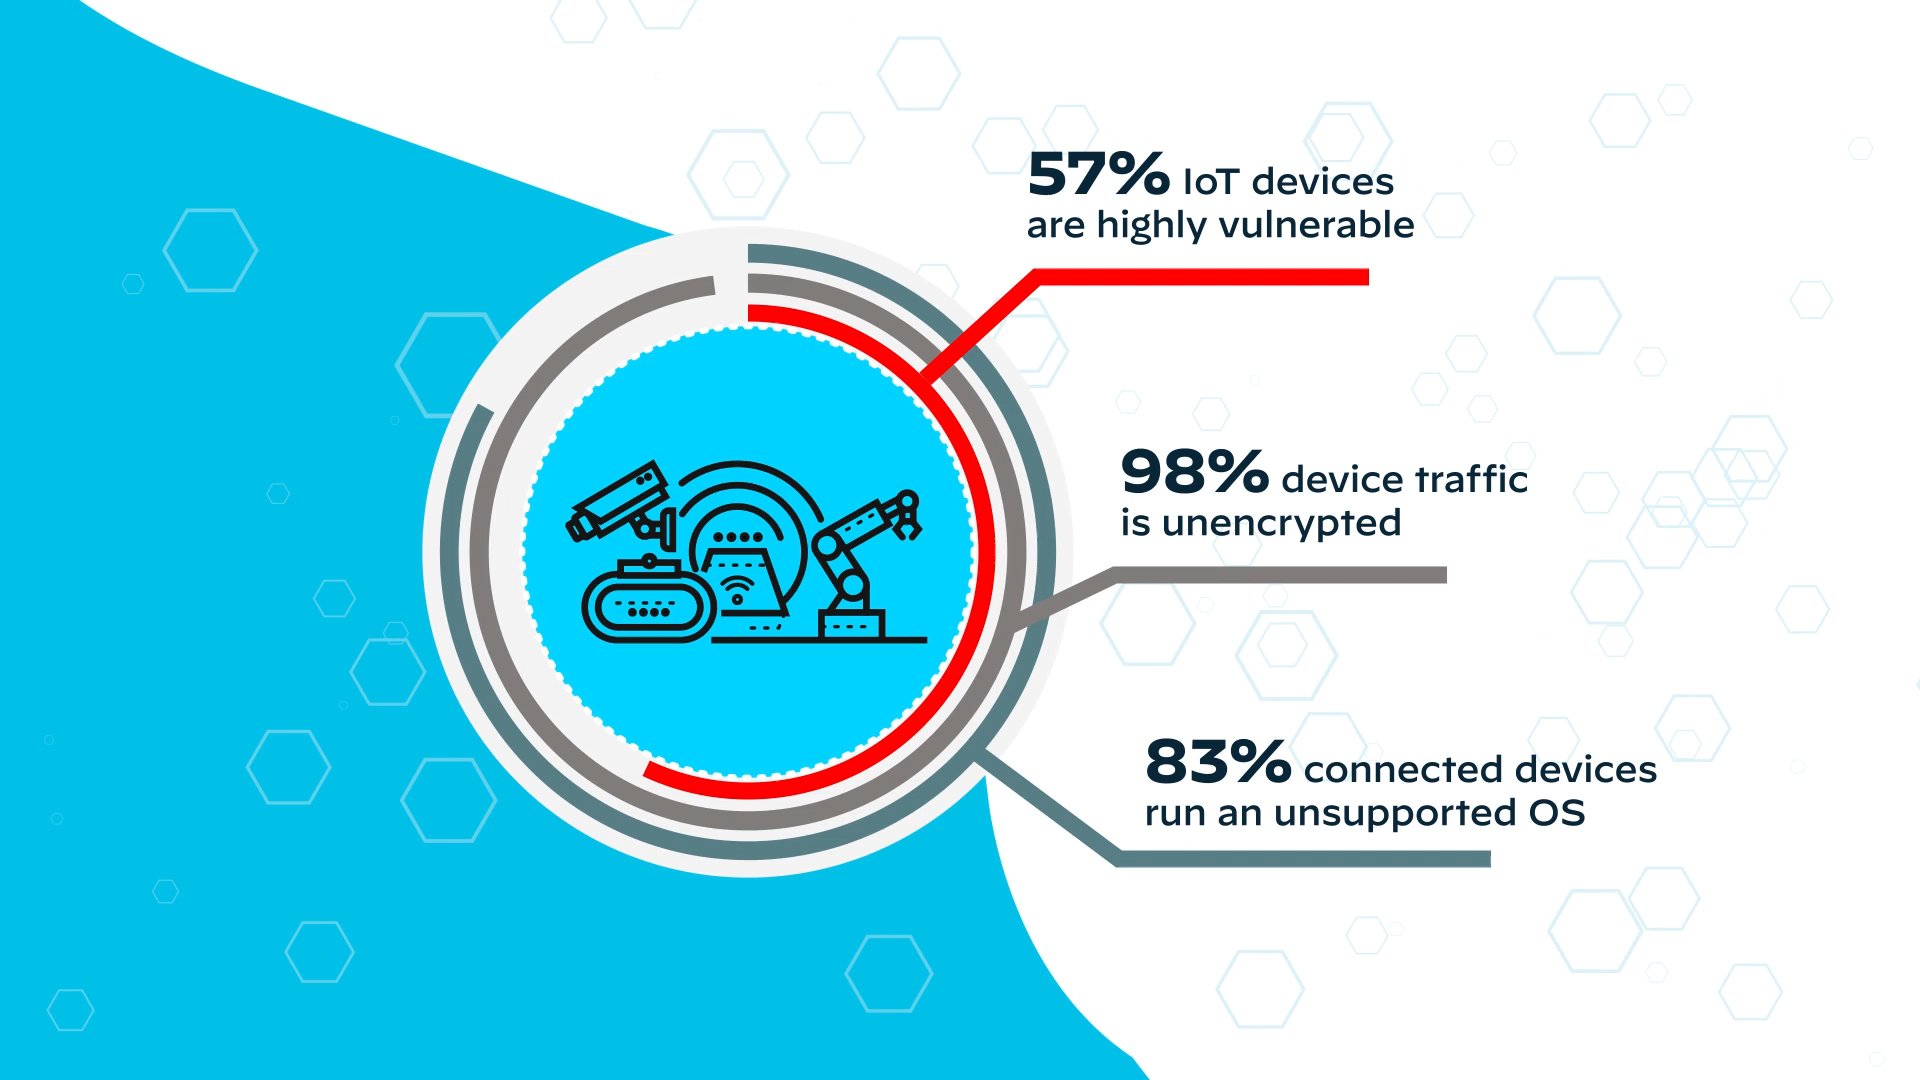 57% IoT devices
are highly vulnerable
98% device traffic
is unencrypted
83% connected devices
run an unsupported OS